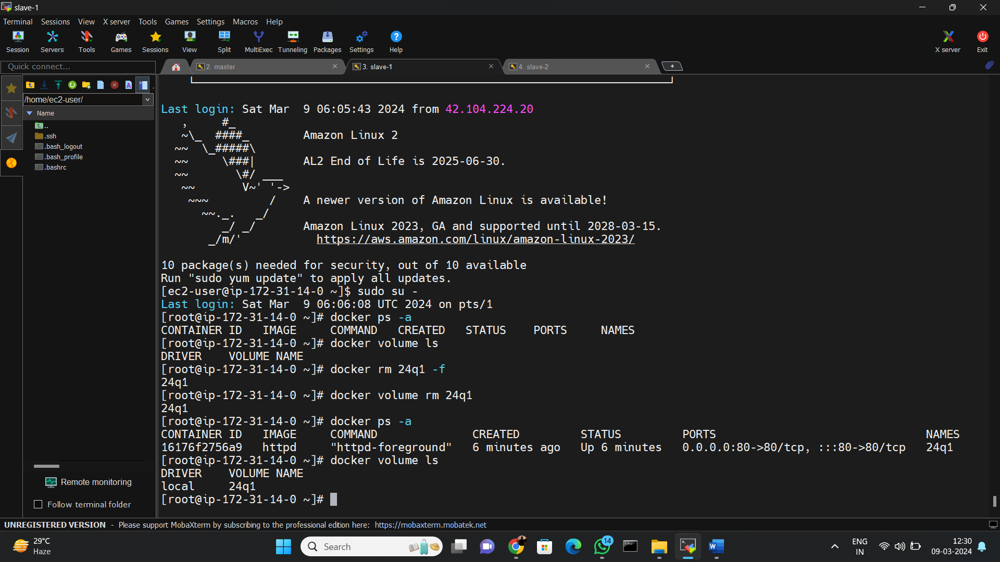 slave-1
Terminal Sessions View X server Tools Games Settings Macros Help
Session Servers Tools Games Sessions View Split MultiExec Tunneling Packages Settings Help X server Exit
Quick connect... 2. master 3. slave-1 4. slave-2
/home/ec2-user/
Name
..
.ssh
.bash_logout
.bash_profile
.bashrc
Remote monitoring
Follow terminal folder
Last login: Sat Mar  9 06:05:43 2024 from 42.104.224.20
   ,     #_
   ~\_  ####_        Amazon Linux 2
  ~~  \_#####\
  ~~     \###|       AL2 End of Life is 2025-06-30.
  ~~       \#/ ___
   ~~       V~' '->
    ~~~         /    A newer version of Amazon Linux is available!
      ~~._.   _/
         _/ _/       Amazon Linux 2023, GA and supported until 2028-03-15.
       _/m/'           https://aws.amazon.com/linux/amazon-linux-2023/
10 package(s) needed for security, out of 10 available
Run "sudo yum update" to apply all updates.
[ec2-user@ip-172-31-14-0 ~]$ sudo su -
Last login: Sat Mar  9 06:06:08 UTC 2024 on pts/1
[root@ip-172-31-14-0 ~]# docker ps -a
CONTAINER ID   IMAGE     COMMAND   CREATED   STATUS    PORTS     NAMES
[root@ip-172-31-14-0 ~]# docker volume ls
DRIVER    VOLUME NAME
[root@ip-172-31-14-0 ~]# docker rm 24q1 -f
24q1
[root@ip-172-31-14-0 ~]# docker volume rm 24q1
24q1
[root@ip-172-31-14-0 ~]# docker ps -a
CONTAINER ID   IMAGE     COMMAND              CREATED         STATUS         PORTS                               NAMES
16176f2756a9   httpd     "httpd-foreground"   6 minutes ago   Up 6 minutes   0.0.0.0:80->80/tcp, :::80->80/tcp   24q1
[root@ip-172-31-14-0 ~]# docker volume ls
DRIVER    VOLUME NAME
local     24q1
[root@ip-172-31-14-0 ~]#
UNREGISTERED VERSION - Please support MobaXterm by subscribing to the professional edition here: https://mobaxterm.mobatek.net
29°C
Haze
Search
14
ENG
IN
12:30
09-03-2024